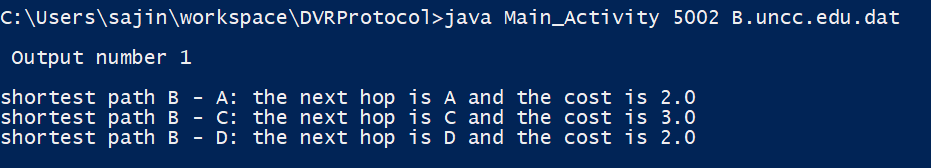 C:\Users\sajin\workspace\DVRProtocol>java Main_Activity 5002 B.uncc.edu.dat
Output number 1
shortest path B - A: the next hop is A and the cost is 2.0
shortest path B - C: the next hop is C and the cost is 3.0
shortest path B - D: the next hop is D and the cost is 2.0